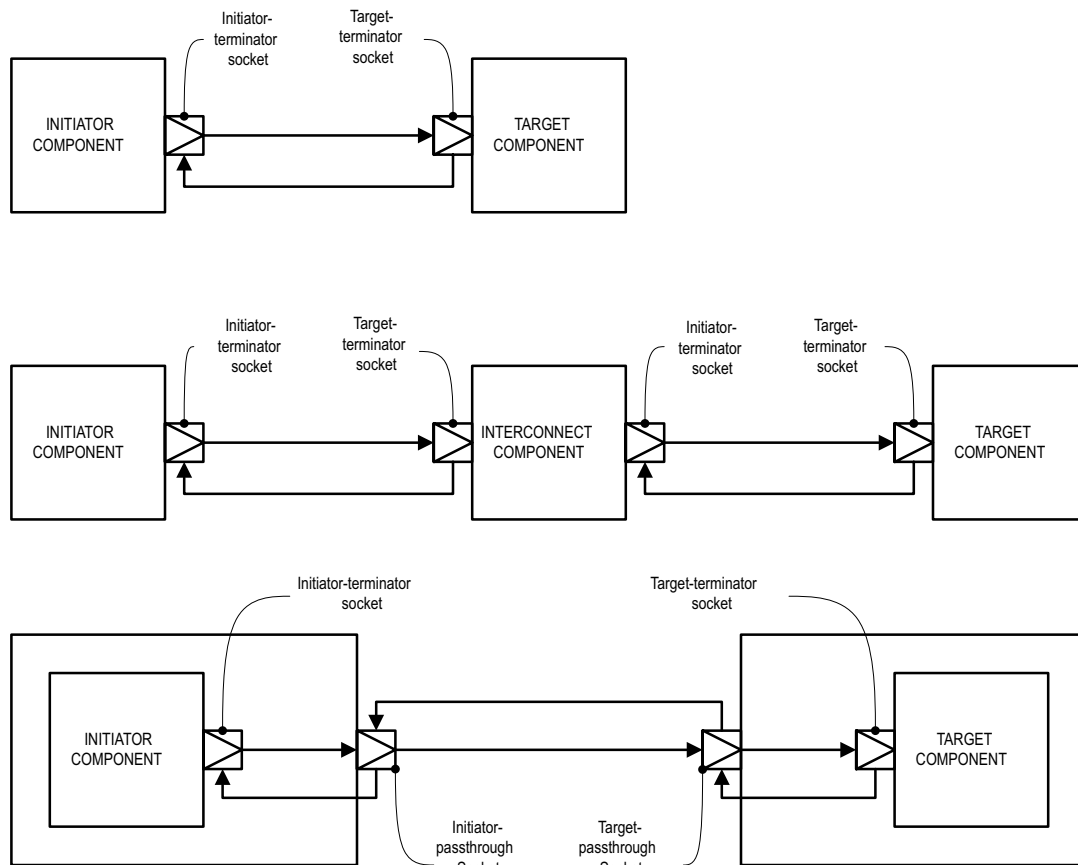 Initiator-
terminator
socket
Target-
terminator
socket
INITIATOR
COMPONENT
TARGET
COMPONENT
Initiator-
terminator
socket
Target-
terminator
socket
Initiator-
terminator
socket
Target-
terminator
socket
INITIATOR
COMPONENT
INTERCONNECT
COMPONENT
TARGET
COMPONENT
Initiator-terminator
socket
Target-terminator
socket
INITIATOR
COMPONENT
TARGET
COMPONENT
Initiator-
passthrough
Target-
passthrough